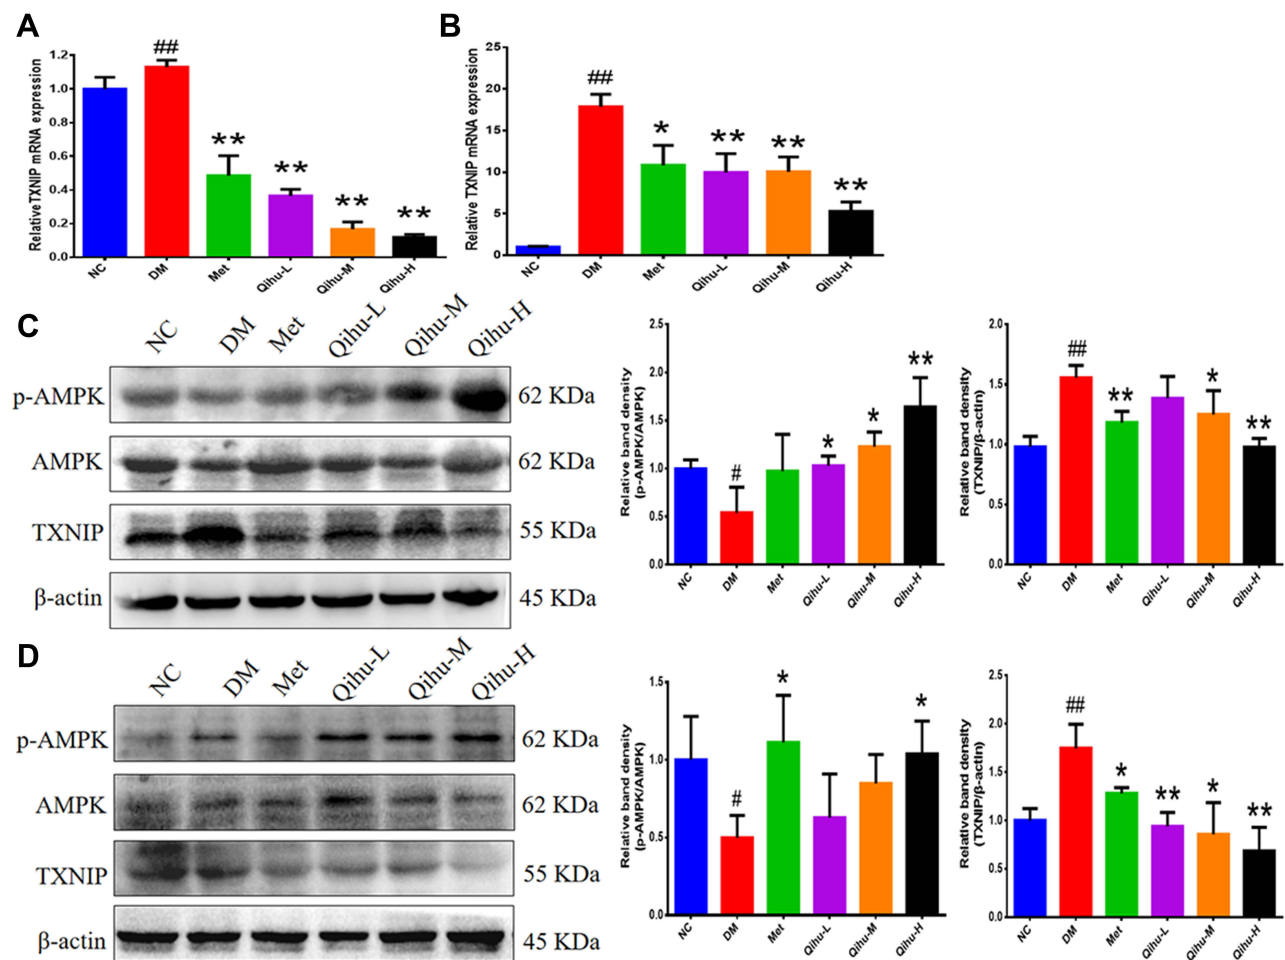 A
Relative TXNIP mRNA expression
1.2
1.0
0.8
0.6
0.4
0.2
0.0
##
**
**
**
**
NC
DM
Met
Qihu-L
Qihu-M
Qihu-H
B
Relative TXNIP mRNA expression
25
20
15
10
5
0
##
*
**
**
**
NC
DM
Met
Qihu-L
Qihu-M
Qihu-H
C
NC
DM
Met
Qihu-L
Qihu-M
Qihu-H
p-AMPK
62 KDa
AMPK
62 KDa
TXNIP
55 KDa
β-actin
45 KDa
Relative band density
(p-AMPK/AMPK)
2.5
2.0
1.5
1.0
0.5
0.0
#
*
*
**
NC
DM
Met
Qihu-L
Qihu-M
Qihu-H
Relative band density
(TXNIP/β-actin)
2.0
1.5
1.0
0.5
0.0
##
**
*
**
NC
DM
Met
Qihu-L
Qihu-M
Qihu-H
D
NC
DM
Met
Qihu-L
Qihu-M
Qihu-H
p-AMPK
62 KDa
AMPK
62 KDa
TXNIP
55 KDa
β-actin
45 KDa
Relative band density
(p-AMPK/AMPK)
1.5
1.0
0.5
0.0
#
*
*
NC
DM
Met
Qihu-L
Qihu-M
Qihu-H
Relative band density
(TXNIP/β-actin)
2.5
2.0
1.5
1.0
0.5
0.0
##
*
**
*
**
NC
DM
Met
Qihu-L
Qihu-M
Qihu-H